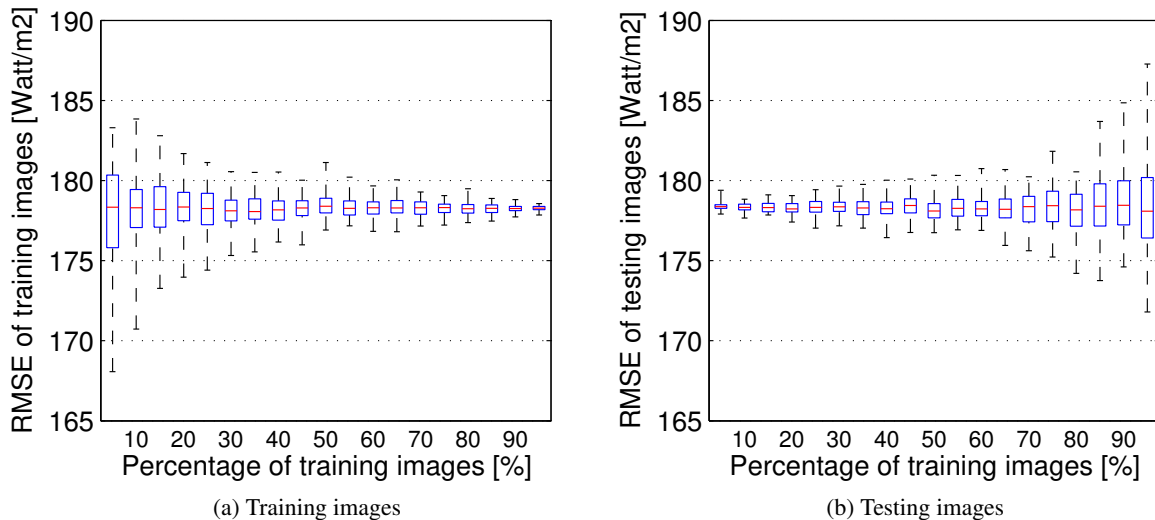 RMSE of training images [Watt/m2]
190
185
180
175
170
165
10 20 30 40 50 60 70 80 90
Percentage of training images [%]
(a) Training images
RMSE of testing images [Watt/m2]
190
185
180
175
170
165
10 20 30 40 50 60 70 80 90
Percentage of training images [%]
(b) Testing images